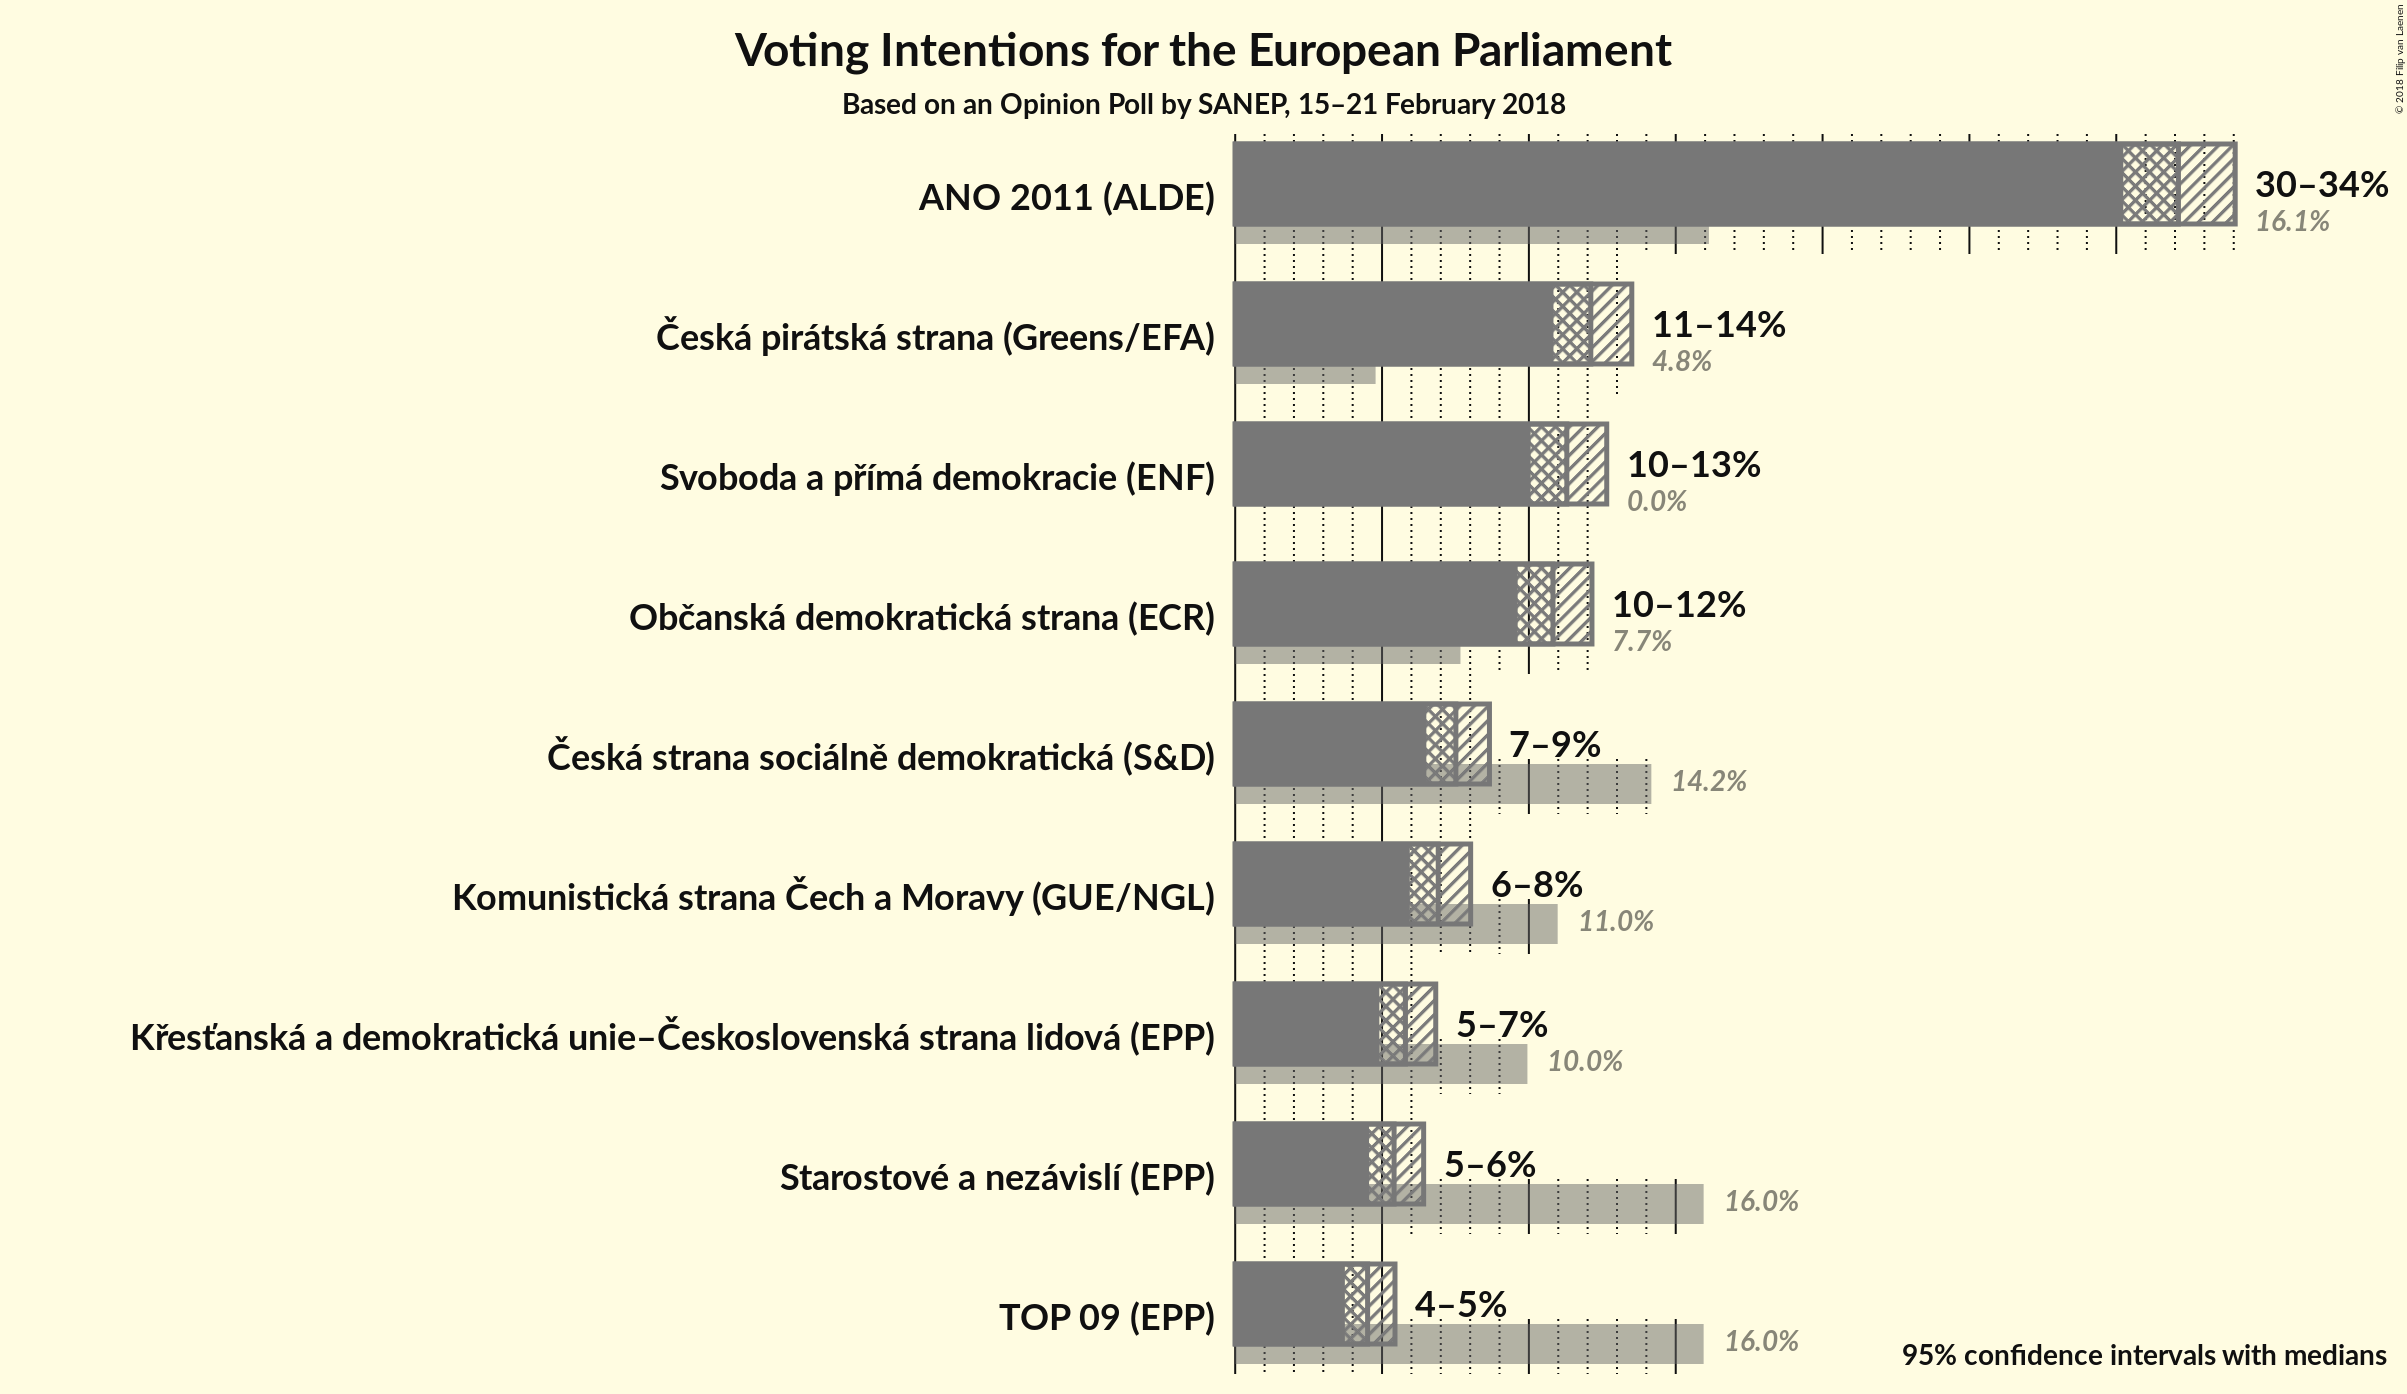 Voting Intentions for the European Parliament
Based on an Opinion Poll by SANEP, 15–21 February 2018
© 2018 Filip van Laenen
ANO 2011 (ALDE)
30–34%
16.1%
Česká pirátská strana (Greens/EFA)
11–14%
4.8%
Svoboda a přímá demokracie (ENF)
10–13%
0.0%
Občanská demokratická strana (ECR)
10–12%
7.7%
Česká strana sociálně demokratická (S&D)
7–9%
14.2%
Komunistická strana Čech a Moravy (GUE/NGL)
6–8%
11.0%
Křesťanská a demokratická unie–Československá strana lidová (EPP)
5–7%
10.0%
Starostové a nezávislí (EPP)
5–6%
16.0%
TOP 09 (EPP)
4–5%
16.0%
95% confidence intervals with medians